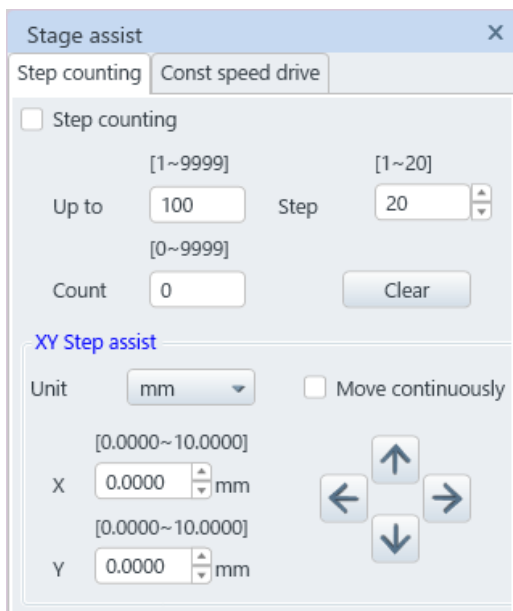 Stage assist
Step counting Const speed drive
Step counting
[1~9999] [1~20]
Up to 100 Step 20
[0~9999]
Count 0 Clear
XY Step assist
Unit mm Move continuously
[0.0000~10.0000]
X 0.0000 mm
[0.0000~10.0000]
Y 0.0000 mm